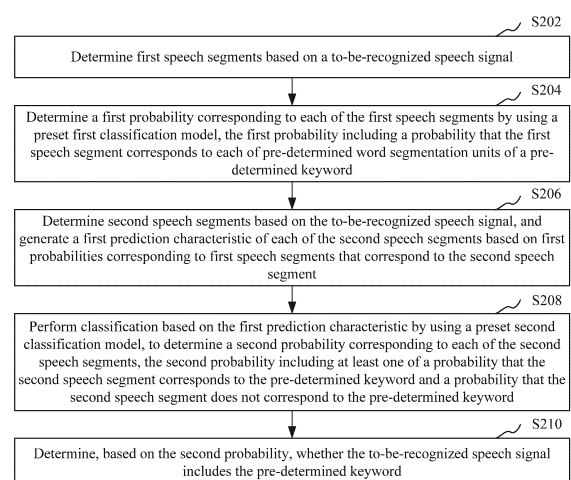 S202
Determine first speech segments based on a to-be-recognized speech signal
S204
Determine a first probability corresponding to each of the first speech segments by using a
preset first classification model, the first probability including a probability that the first
speech segment corresponds to each of pre-determined word segmentation units of a pre-
determined keyword
S206
Determine second speech segments based on the to-be-recognized speech signal, and
generate a first prediction characteristic of each of the second speech segments based on first
probabilities corresponding to first speech segments that correspond to the second speech
segment
S208
Perform classification based on the first prediction characteristic by using a preset second
classification model, to determine a second probability corresponding to each of the second
speech segments, the second probability including at least one of a probability that the
second speech segment corresponds to the pre-determined keyword and a probability that the
second speech segment does not correspond to the pre-determined keyword
S210
Determine, based on the second probability, whether the to-be-recognized speech signal
includes the pre-determined keyword